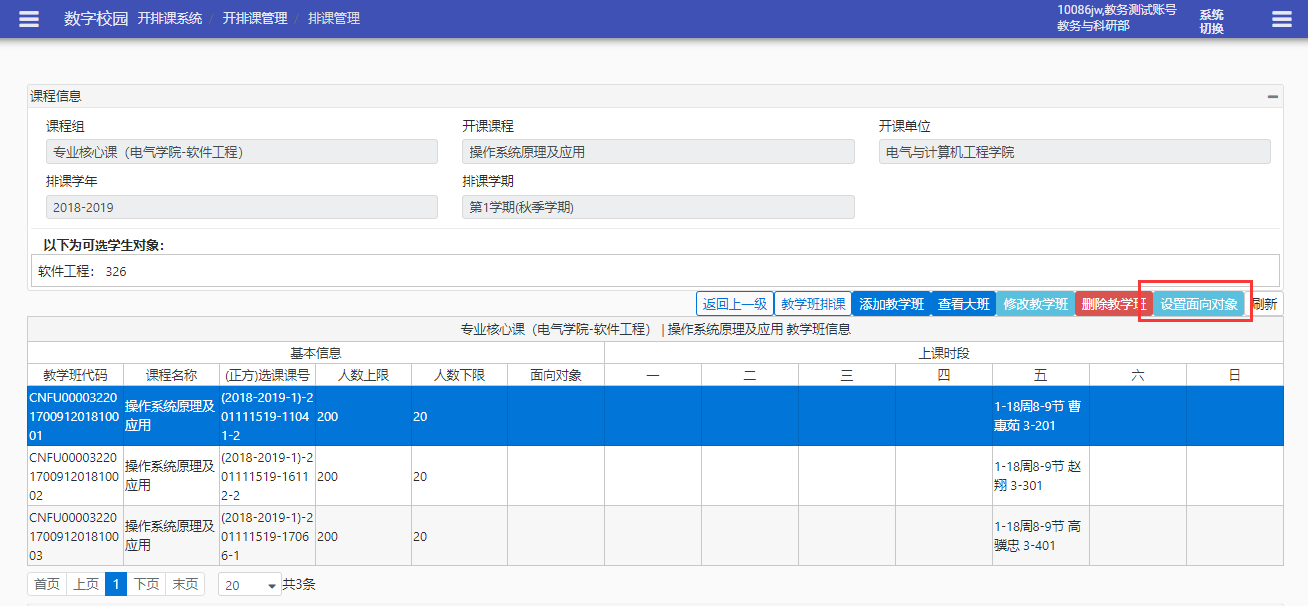 数字校园 开排课系统 / 开排课管理 / 排课管理
10086jw,教务测试账号
教务与科研部
系统
切换
课程信息
课程组
开课课程
开课单位
专业核心课（电气学院-软件工程）
操作系统原理及应用
电气与计算机工程学院
排课学年
排课学期
2018-2019
第1学期(秋季学期)
以下为可选学生对象：
软件工程： 326
返回上一级 教学班排课 添加教学班 查看大班 修改教学班 删除教学班 设置面向对象 刷新
专业核心课（电气学院-软件工程） | 操作系统原理及应用 教学班信息
基本信息 上课时段
教学班代码 课程名称 (正方)选课课号 人数上限 人数下限 面向对象 一 二 三 四 五 六 日
CNFU00003220
1700912018100
01
操作系统原理及
应用
(2018-2019-1)-2
01111519-1104
1-2
200
20
1-18周8-9节 曹
惠茹 3-201
CNFU00003220
1700912018100
02
操作系统原理及
应用
(2018-2019-1)-2
01111519-1611
2-2
200
20
1-18周8-9节 赵
翔 3-301
CNFU00003220
1700912018100
03
操作系统原理及
应用
(2018-2019-1)-2
01111519-1706
6-1
200
20
1-18周8-9节 高
骥忠 3-401
首页 上页 1 下页 末页 20 共3条